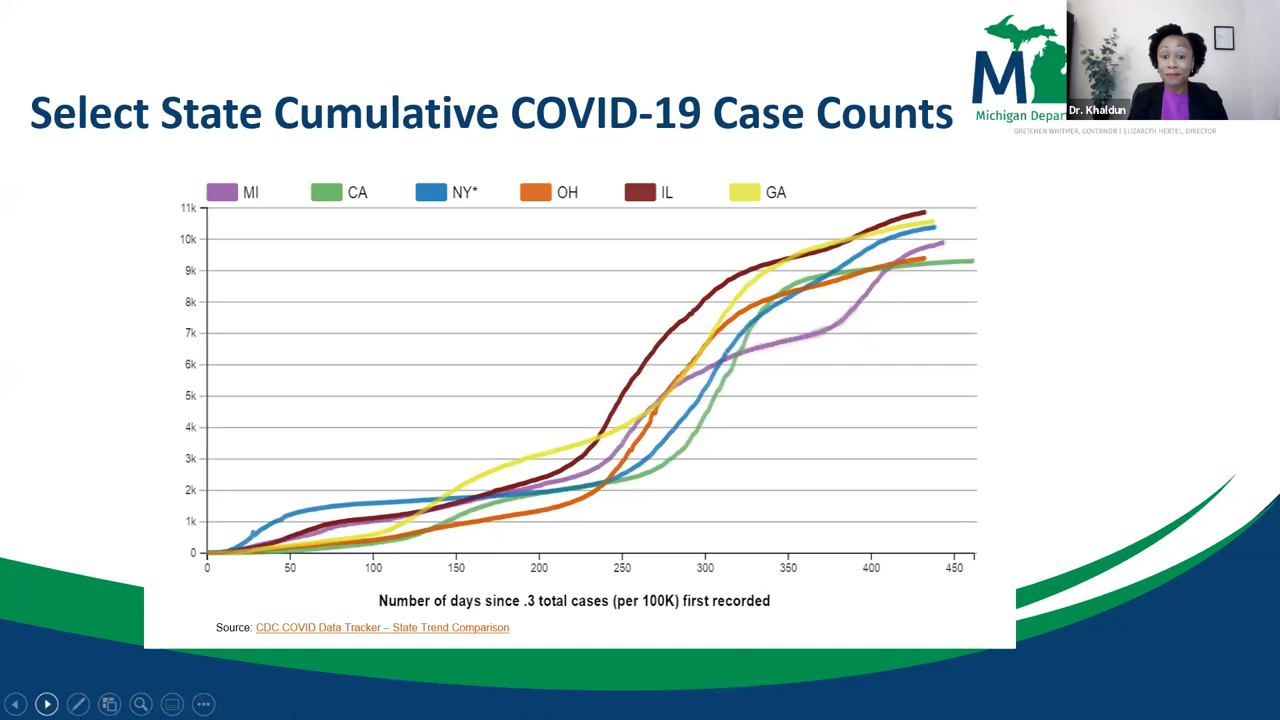 Select State Cumulative COVID-19 Case Counts
M
Michigan Depar
GRETCHEN WHITMER, GOVERNOR | ELIZABETH HERTEL, DIRECTOR
Dr. Khaldun
MI CA NY* OH IL GA
11k
10k
9k
8k
7k
6k
5k
4k
3k
2k
1k
0
0 50 100 150 200 250 300 350 400 450
Number of days since .3 total cases (per 100K) first recorded
Source: CDC COVID Data Tracker – State Trend Comparison